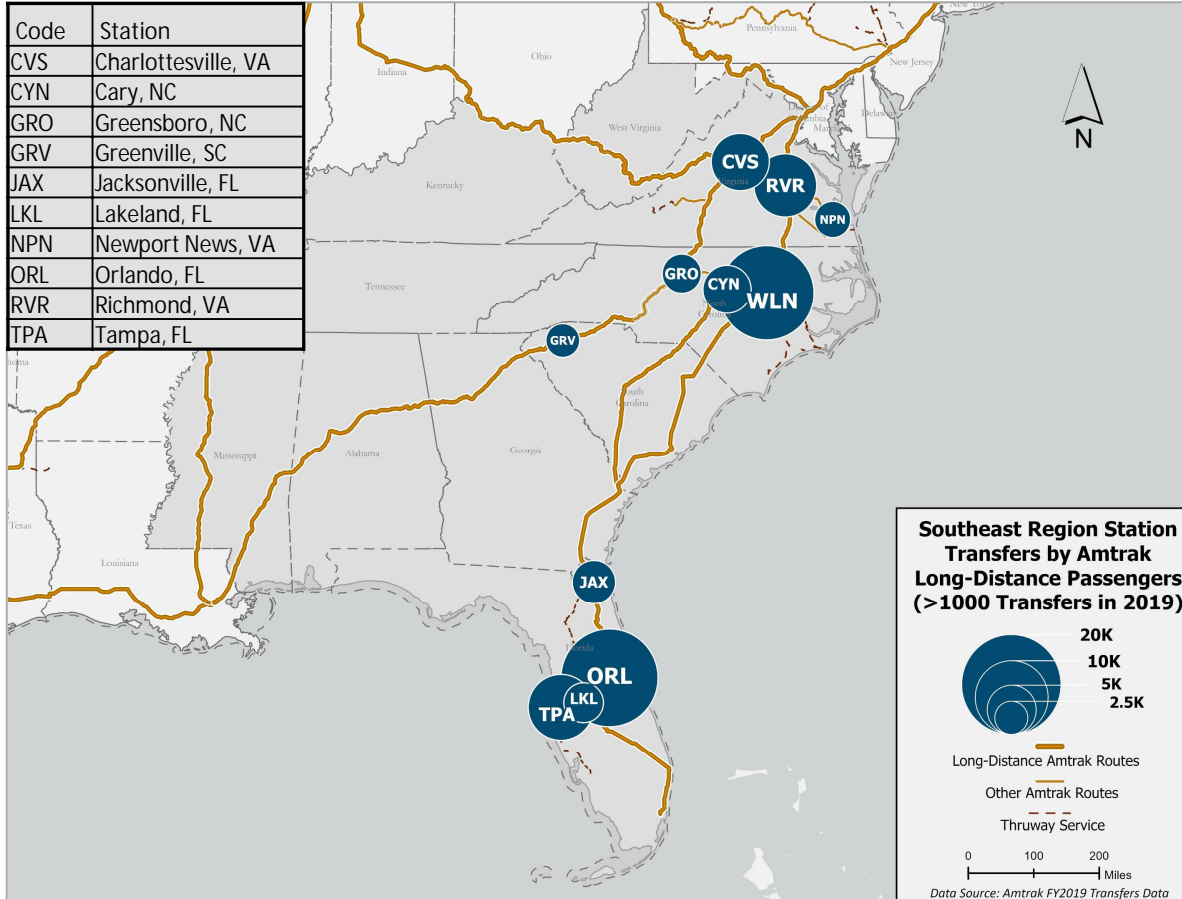 Code Station
CVS Charlottesville, VA
CYN Cary, NC
GRO Greensboro, NC
GRV Greenville, SC
JAX Jacksonville, FL
LKL Lakeland, FL
NPN Newport News, VA
ORL Orlando, FL
RVR Richmond, VA
TPA Tampa, FL
New York
Pennsylvania
Ohio
Indiana
New Jersey
Delaware
Maryland
West Virginia
N
CVS
Virginia
RVR
Kentucky
NPN
GRO
CYN
WLN
North
Carolina
Tennessee
GRV
South
Carolina
Mississippi
Alabama
Georgia
Texas
Louisiana
JAX
Florida
ORL
LKL
TPA
Southeast Region Station
Transfers by Amtrak
Long-Distance Passengers
(>1000 Transfers in 2019)
20K
10K
5K
2.5K
Long-Distance Amtrak Routes
Other Amtrak Routes
Thruway Service
0 100 200
Miles
Data Source: Amtrak FY2019 Transfers Data